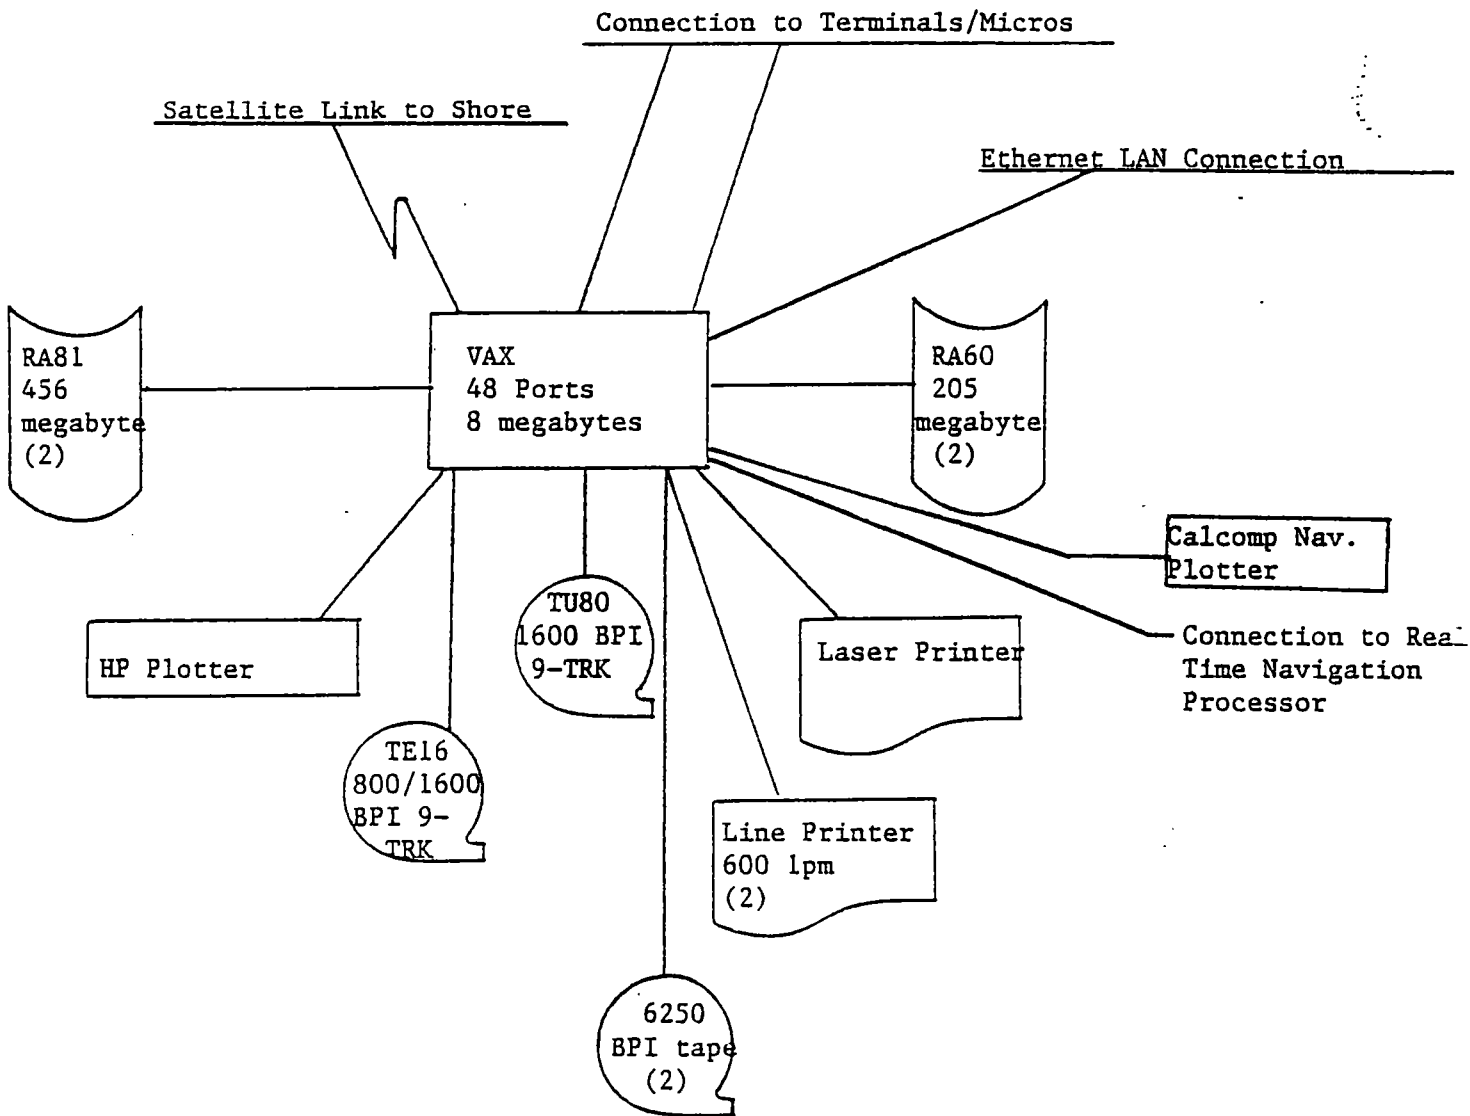 Connection to Terminals/Micros
Satellite Link to Shore
Ethernet LAN Connection
RA81
456
megabyte
(2)
VAX
48 Ports
8 megabytes
RA60
205
megabyte
(2)
Calcomp Nav.
Plotter
Connection to Rea
Time Navigation
Processor
HP Plotter
TU80
1600 BPI
9-TRK
Laser Printer
TE16
800/1600
BPI 9-
TRK
Line Printer
600 lpm
(2)
6250
BPI tape
(2)